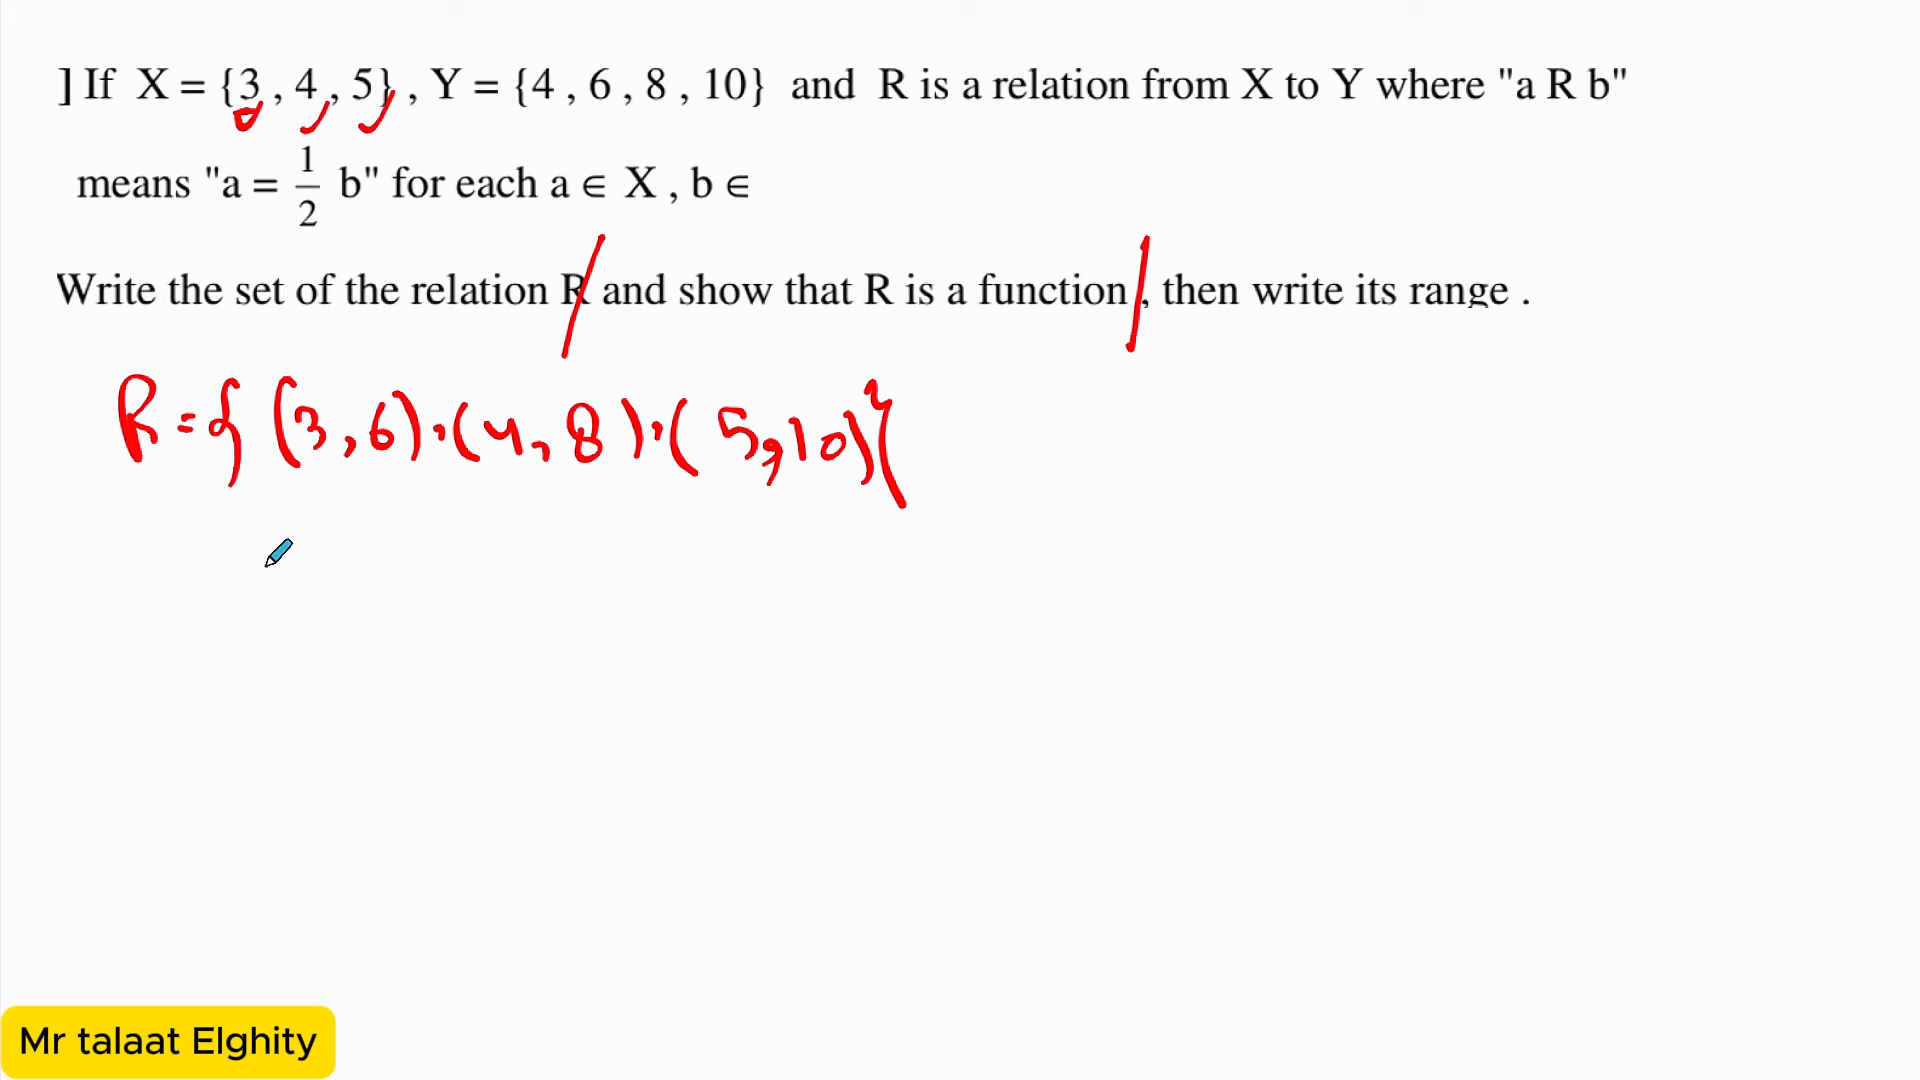 ] If X = {3 , 4 , 5} , Y = {4 , 6 , 8 , 10} and R is a relation from X to Y where "a R b"
means "a = 1/2 b" for each a ∈ X , b ∈
Write the set of the relation R and show that R is a function , then write its range .
R = { (3,6),(4,8),(5,10)}
Mr talaat Elghity